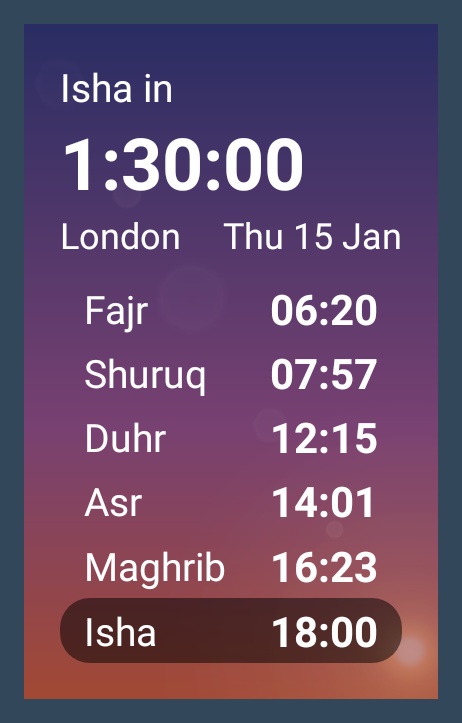 Isha in
1:30:00
London Thu 15 Jan
Fajr 06:20
Shuruq 07:57
Duhr 12:15
Asr 14:01
Maghrib 16:23
Isha 18:00